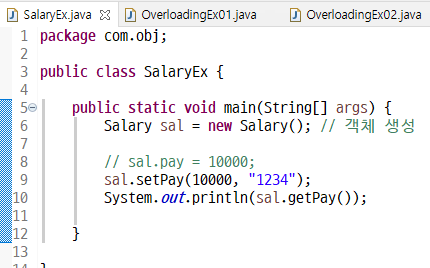 SalaryEx.java OverloadingEx01.java OverloadingEx02.java
1 package com.obj;
2
3 public class SalaryEx {
4
5 public static void main(String[] args) {
6 Salary sal = new Salary(); // 객체 생성
7
8 // sal.pay = 10000;
9 sal.setPay(10000, "1234");
10 System.out.println(sal.getPay());
11
12 }
13